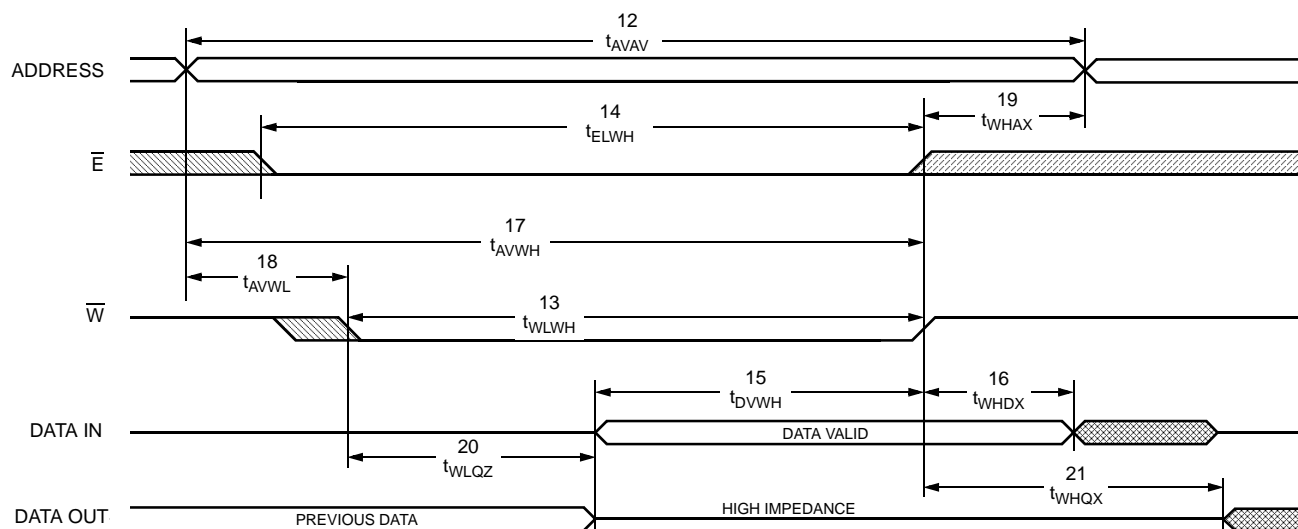 12
tAVAV
ADDRESS
14
tELWH
19
tWHAX
E
17
tAVWH
18
tAVWL
W
13
tWLWH
15
tDVWH
16
tWHDX
DATA IN
DATA VALID
20
tWLQZ
21
tWHQX
DATA OUT
PREVIOUS DATA
HIGH IMPEDANCE